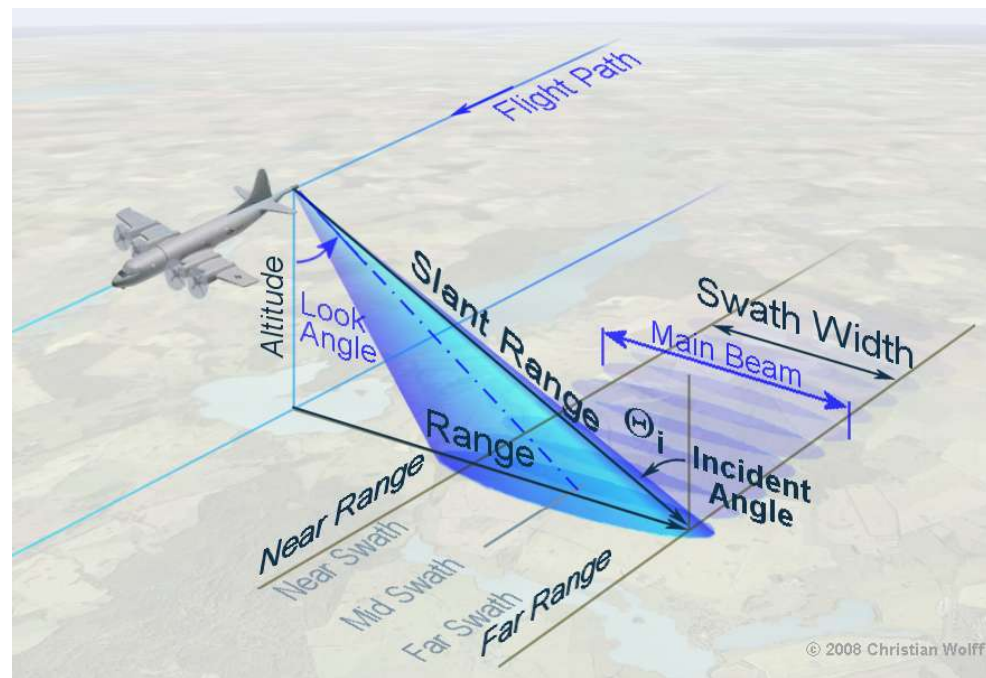 Flight Path
Altitude
Look
Angle
Slant Range
Range
Swath Width
Main Beam
Θi
Incident
Angle
Near Range
Near Swath
Mid Swath
Far Swath
Far Range
© 2008 Christian Wolff